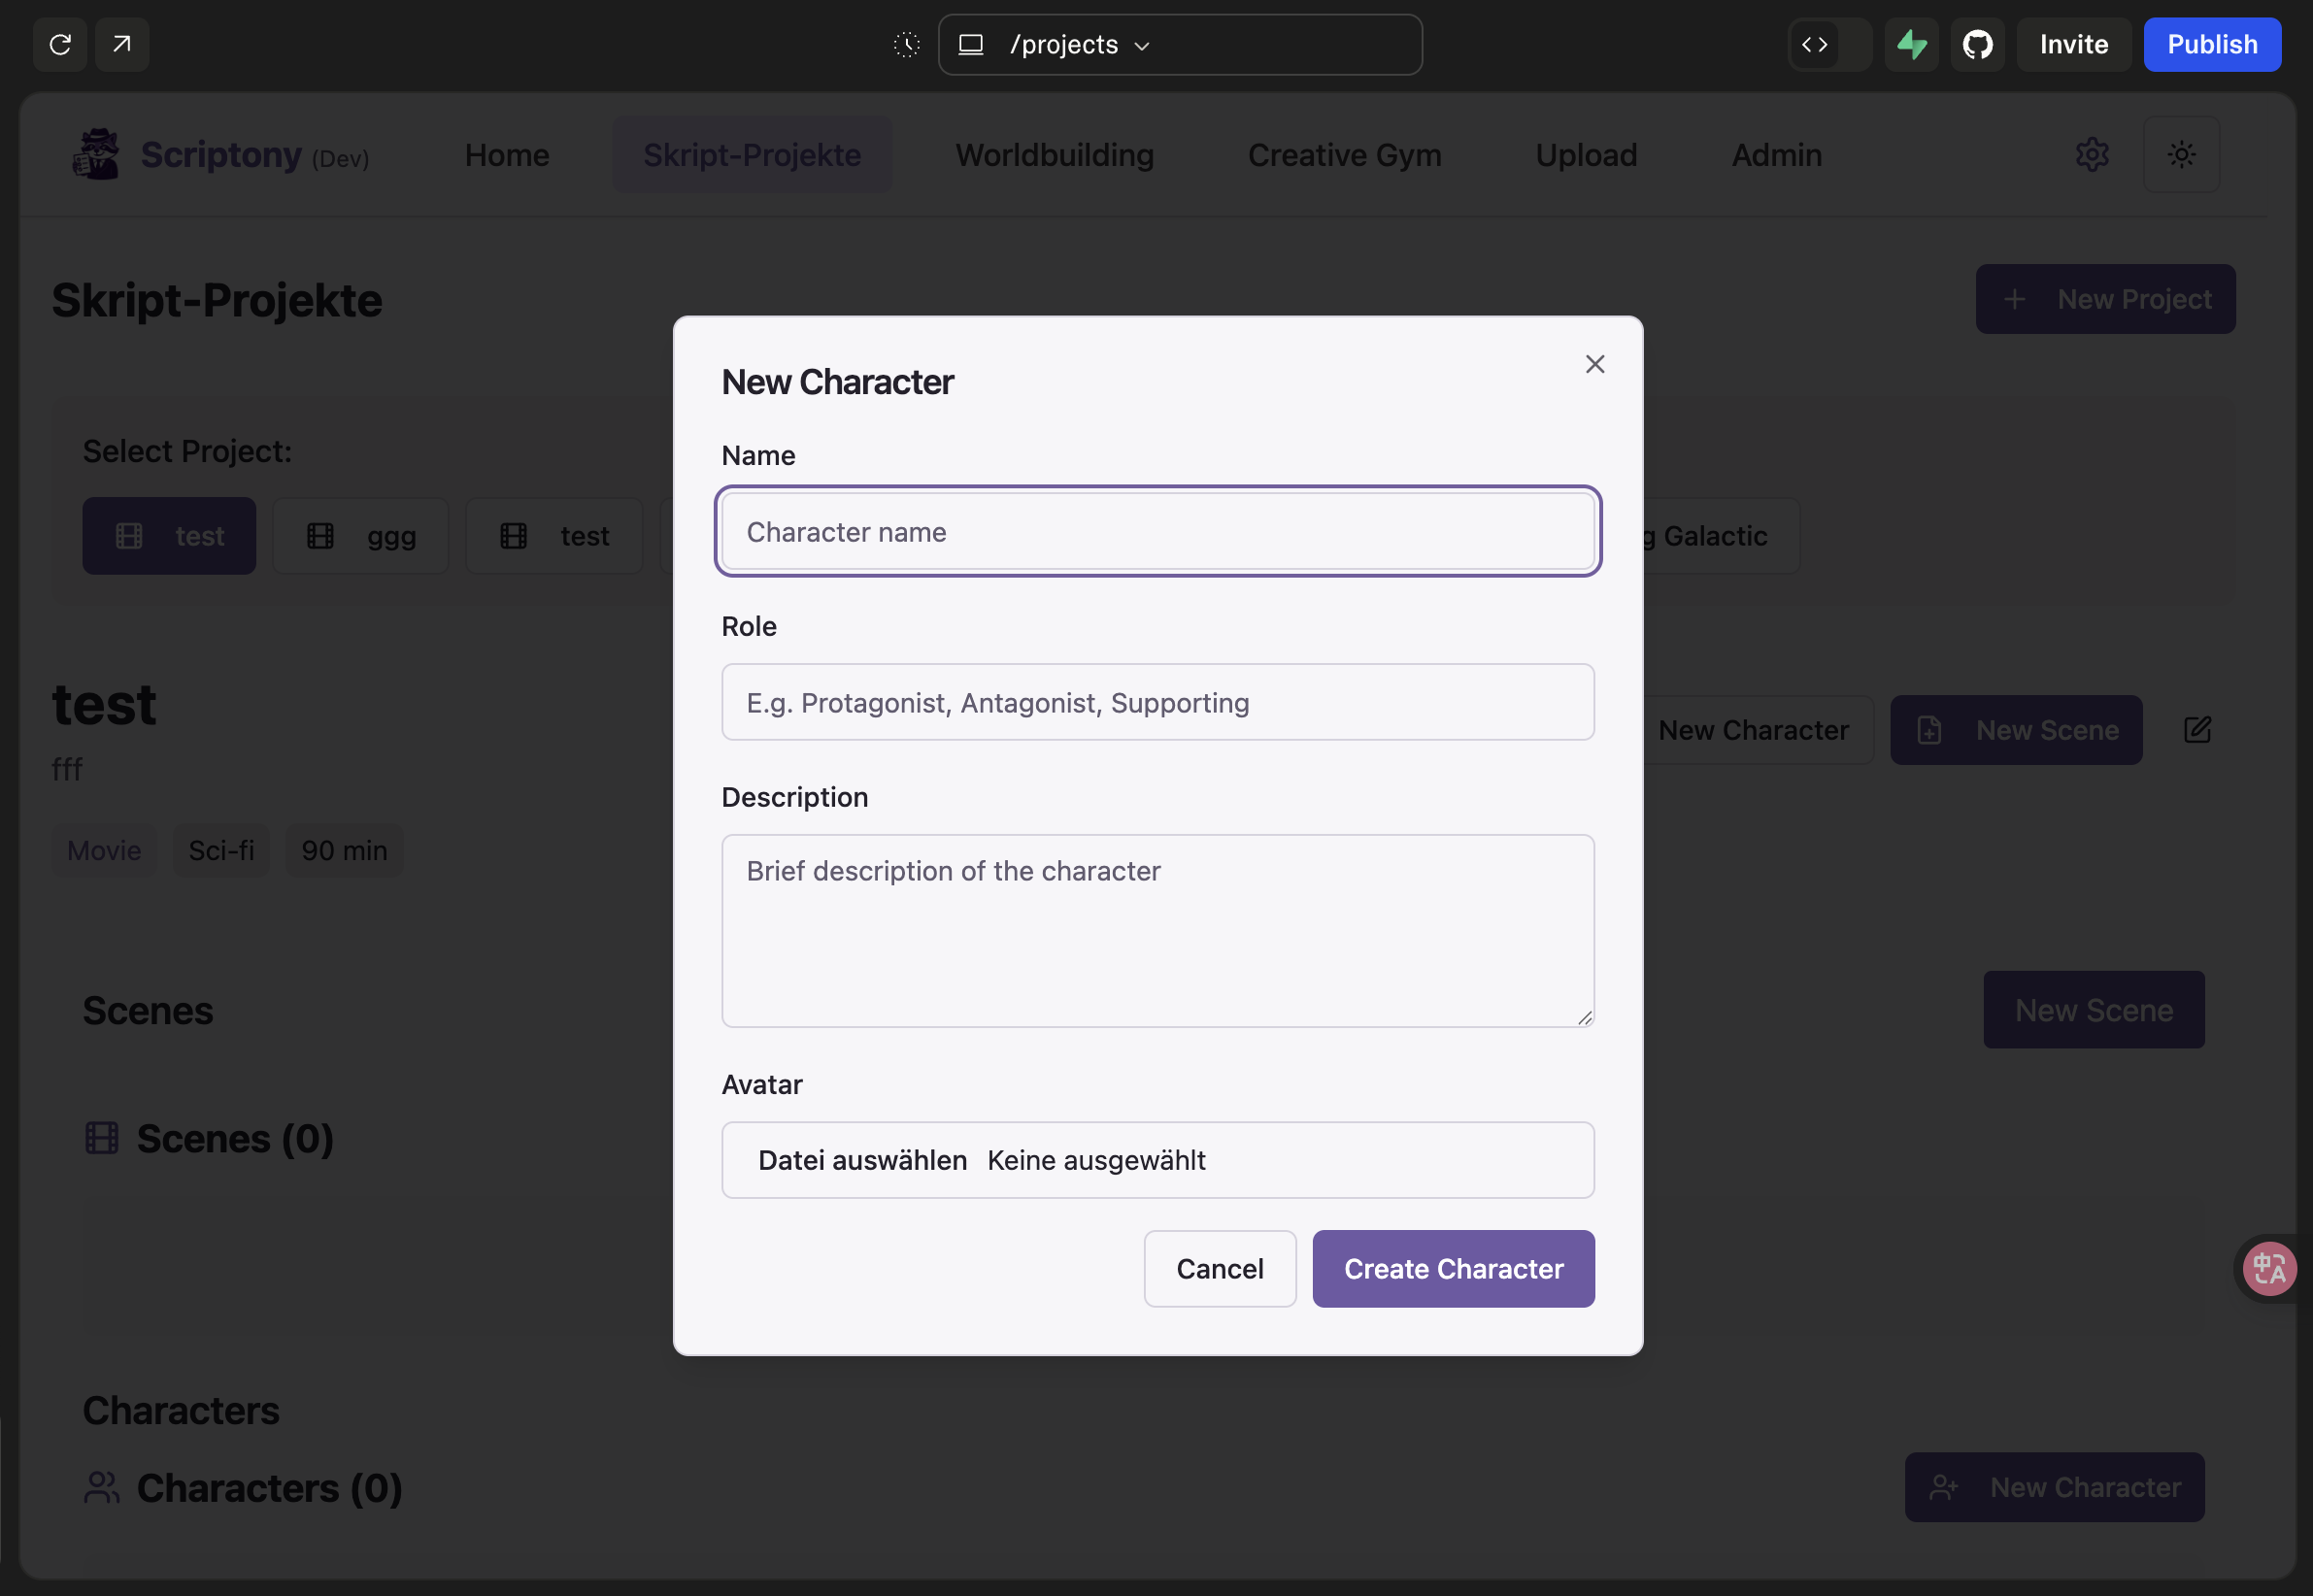 /projects
Invite
Publish
Scriptony (Dev)
Home
Skript-Projekte
Worldbuilding
Creative Gym
Upload
Admin
Skript-Projekte
New Project
Select Project:
test
ggg
test
g Galactic
test
fff
New Character
New Scene
Movie
Sci-fi
90 min
Scenes
New Scene
Scenes (0)
Characters
Characters (0)
New Character
New Character
Name
Character name
Role
E.g. Protagonist, Antagonist, Supporting
Description
Brief description of the character
Avatar
Datei auswählen Keine ausgewählt
Cancel
Create Character